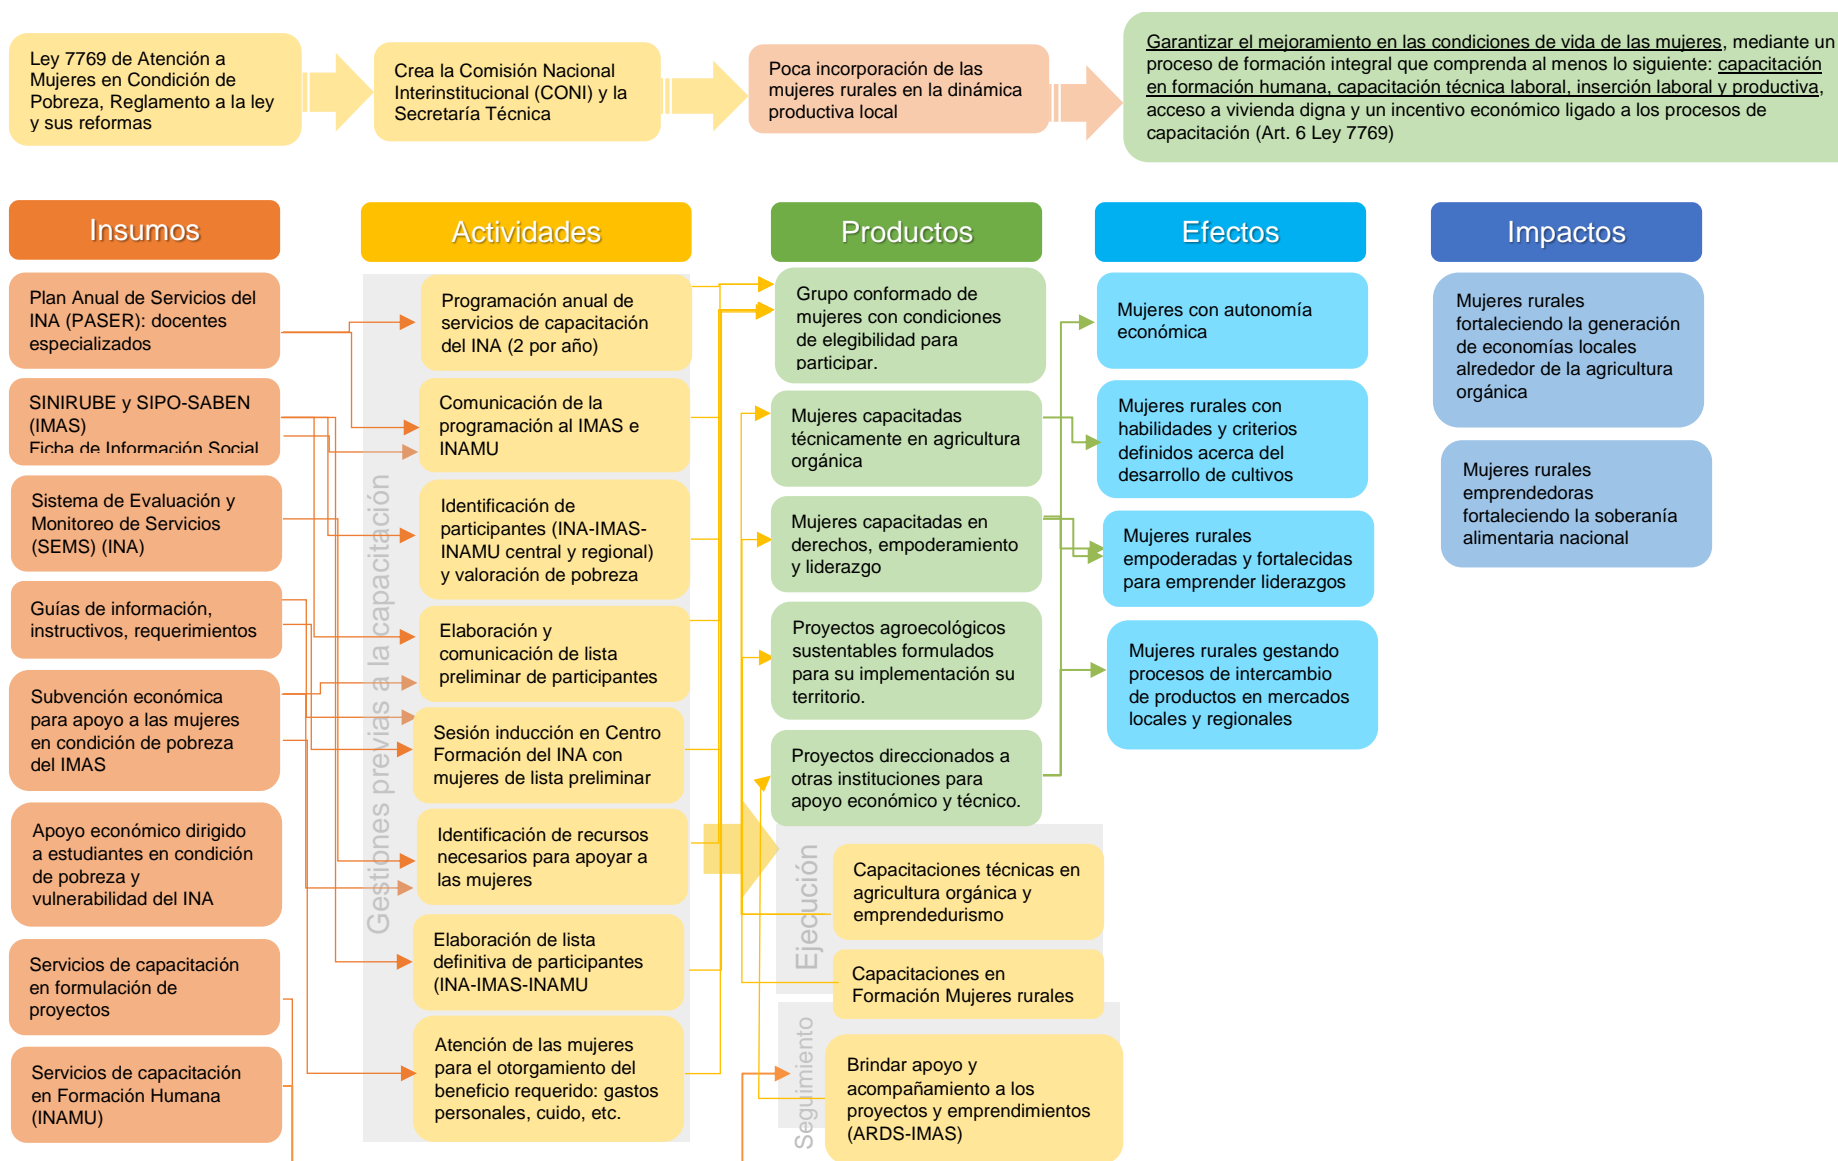 Ley 7769 de Atención a
Mujeres en Condición de
Pobreza, Reglamento a la ley
y sus reformas
Crea la Comisión Nacional
Interinstitucional (CONI) y la
Secretaría Técnica
Poca incorporación de las
mujeres rurales en la dinámica
productiva local
Garantizar el mejoramiento en las condiciones de vida de las mujeres, mediante un
proceso de formación integral que comprenda al menos lo siguiente: capacitación
en formación humana, capacitación técnica laboral, inserción laboral y productiva,
acceso a vivienda digna y un incentivo económico ligado a los procesos de
capacitación (Art. 6 Ley 7769)
Insumos
Plan Anual de Servicios del
INA (PASER): docentes
especializados
SINIRUBE y SIPO-SABEN
(IMAS)
Ficha de Información Social
Sistema de Evaluación y
Monitoreo de Servicios
(SEMS) (INA)
Guías de información,
instructivos, requerimientos
Subvención económica
para apoyo a las mujeres
en condición de pobreza
del IMAS
Apoyo económico dirigido
a estudiantes en condición
de pobreza y
vulnerabilidad del INA
Servicios de capacitación
en formulación de
proyectos
Servicios de capacitación
en Formación Humana
(INAMU)
Actividades
Gestiones previas a la capacitación
Programación anual de
servicios de capacitación
del INA (2 por año)
Comunicación de la
programación al IMAS e
INAMU
Identificación de
participantes (INA-IMAS-
INAMU central y regional)
y valoración de pobreza
Elaboración y
comunicación de lista
preliminar de participantes
Sesión inducción en Centro
Formación del INA con
mujeres de lista preliminar
Identificación de recursos
necesarios para apoyar a
las mujeres
Elaboración de lista
definitiva de participantes
(INA-IMAS-INAMU
Atención de las mujeres
para el otorgamiento del
beneficio requerido: gastos
personales, cuido, etc.
Productos
Grupo conformado de
mujeres con condiciones
de elegibilidad para
participar.
Mujeres capacitadas
técnicamente en agricultura
orgánica
Mujeres capacitadas en
derechos, empoderamiento
y liderazgo
Proyectos agroecológicos
sustentables formulados
para su implementación su
territorio.
Proyectos direccionados a
otras instituciones para
apoyo económico y técnico.
Ejecución
Capacitaciones técnicas en
agricultura orgánica y
emprendedurismo
Capacitaciones en
Formación Mujeres rurales
Seguimiento
Brindar apoyo y
acompañamiento a los
proyectos y emprendimientos
(ARDS-IMAS)
Efectos
Mujeres con autonomía
económica
Mujeres rurales con
habilidades y criterios
definidos acerca del
desarrollo de cultivos
Mujeres rurales
empoderadas y fortalecidas
para emprender liderazgos
Mujeres rurales gestando
procesos de intercambio
de productos en mercados
locales y regionales
Impactos
Mujeres rurales
fortaleciendo la generación
de economías locales
alrededor de la agricultura
orgánica
Mujeres rurales
emprendedoras
fortaleciendo la soberanía
alimentaria nacional